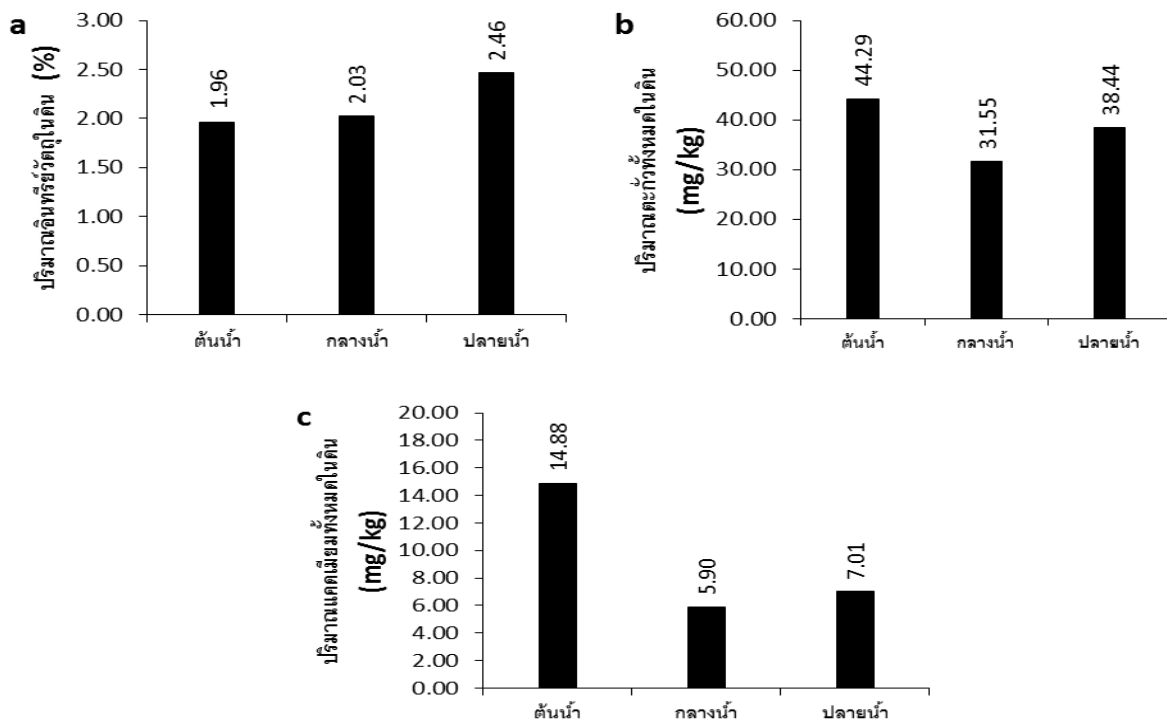 a
ปริมาณอินทรีย์วัตถุในดิน (%)
3.00
2.50
2.00
1.50
1.00
0.50
0.00
1.96
2.03
2.46
ต้นน้ำ
กลางน้ำ
ปลายน้ำ
b
ปริมาณตะกั่วทั้งหมดในดิน
(mg/kg)
60.00
50.00
40.00
30.00
20.00
10.00
0.00
44.29
31.55
38.44
ต้นน้ำ
กลางน้ำ
ปลายน้ำ
c
ปริมาณแคดเมียมทั้งหมดในดิน
(mg/kg)
20.00
18.00
16.00
14.00
12.00
10.00
8.00
6.00
4.00
2.00
0.00
14.88
5.90
7.01
ต้นน้ำ
กลางน้ำ
ปลายน้ำ